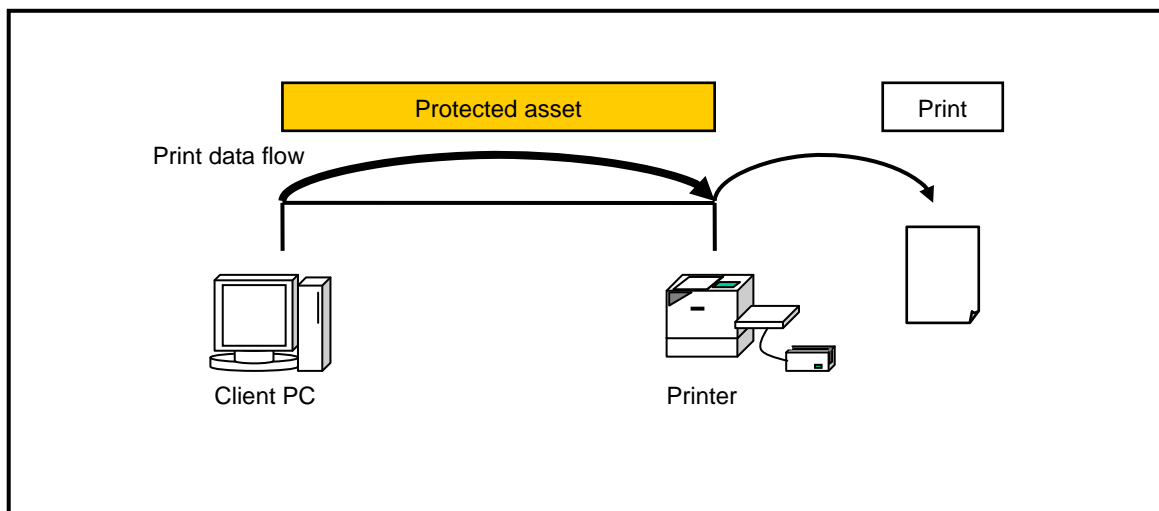 Protected asset
Print
Print data flow
Client PC
Printer